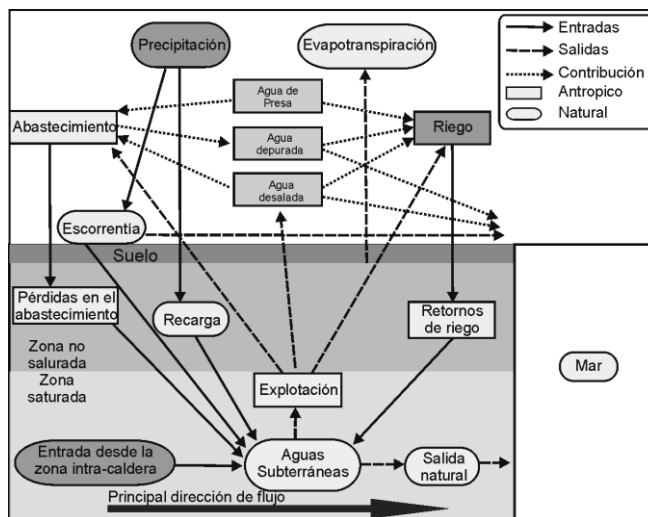 Precipitación
Evapotranspiración
Entradas
Salidas
Contribución
Antropico
Natural
Agua de
Presa
Abastecimiento
Agua
depurada
Riego
Agua
desalada
Escorrentía
Suelo
Pérdidas en el
abastecimiento
Recarga
Retornos
de riego
Zona no
salurada
Zona
saturada
Explotación
Mar
Entrada desde la
zona intra-caldera
Aguas
Subterráneas
Salida
natural
Principal dirección de flujo